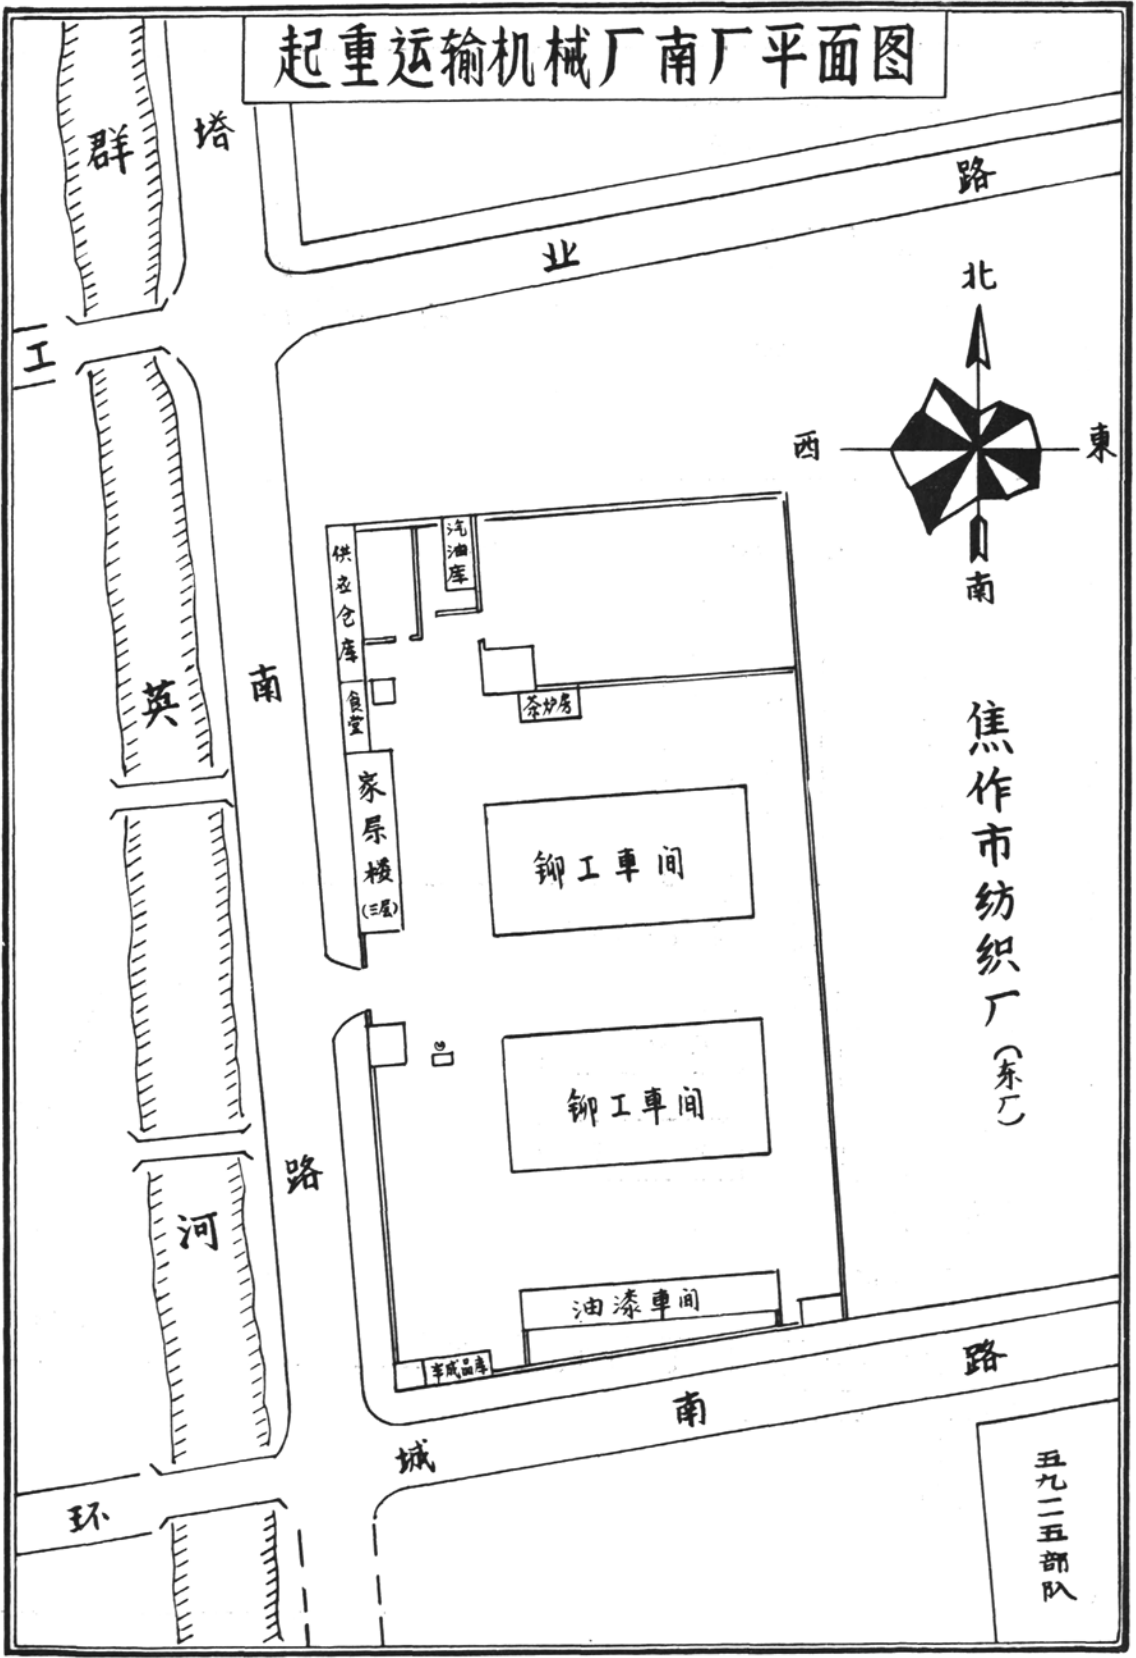 起重运输机械厂南厂平面图
群英河
塔南路
工业路
北
西
東
南
供应仓库
汽油库
食堂
茶炉房
家属楼
(三层)
铆工車间
铆工車间
油漆車间
半成品库
焦作市纺织厂(东厂)
环城南路
五九二五部队